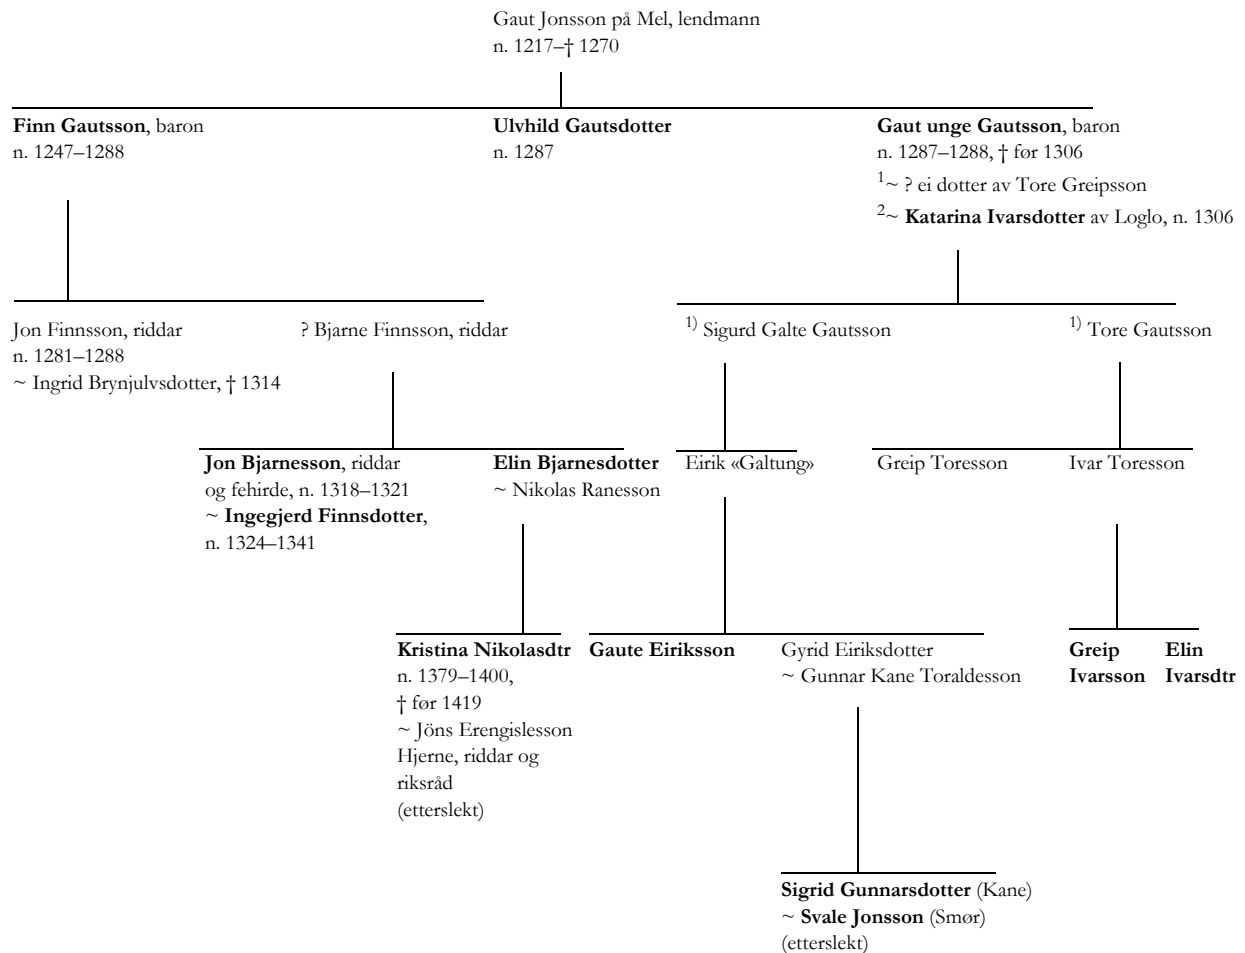 Gaut Jonsson på Mel, lendmann
n. 1217–† 1270
Finn Gautsson, baron
n. 1247–1288
Ulvhild Gautsdotter
n. 1287
Gaut unge Gautsson, baron
n. 1287–1288, † før 1306
1~ ? ei dotter av Tore Greipsson
2~ Katarina Ivarsdotter av Loglo, n. 1306
Jon Finnsson, riddar
n. 1281–1288
~ Ingrid Brynjulvsdotter, † 1314
? Bjarne Finnsson, riddar
1) Sigurd Galte Gautsson
1) Tore Gautsson
Jon Bjarnesson, riddar
og fehirde, n. 1318–1321
~ Ingegjerd Finnsdotter,
n. 1324–1341
Elin Bjarnesdotter
~ Nikolas Ranesson
Eirik «Galtung»
Greip Toresson
Ivar Toresson
Kristina Nikolasdtr
n. 1379–1400,
† før 1419
~ Jöns Erengislesson
Hjerne, riddar og
riksråd
(etterslekt)
Gaute Eiriksson
Gyrid Eiriksdotter
~ Gunnar Kane Toraldesson
Greip
Ivarsson
Elin
Ivarsdtr
Sigrid Gunnarsdotter (Kane)
~ Svale Jonsson (Smør)
(etterslekt)